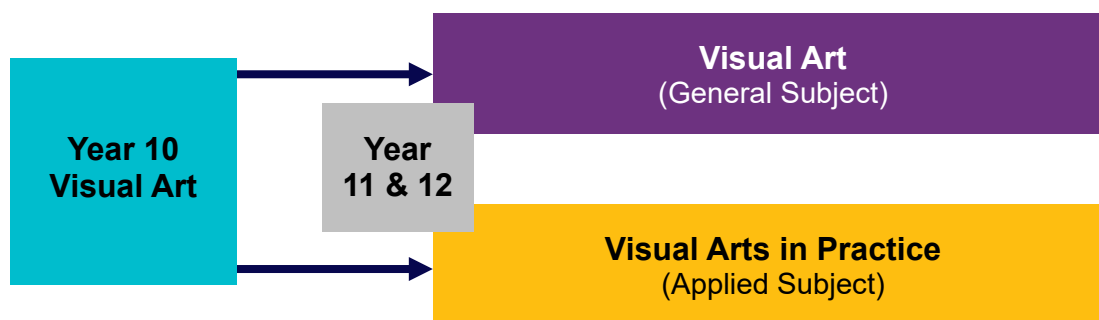 Year 10
Visual Art
Year
11 & 12
Visual Art
(General Subject)
Visual Arts in Practice
(Applied Subject)